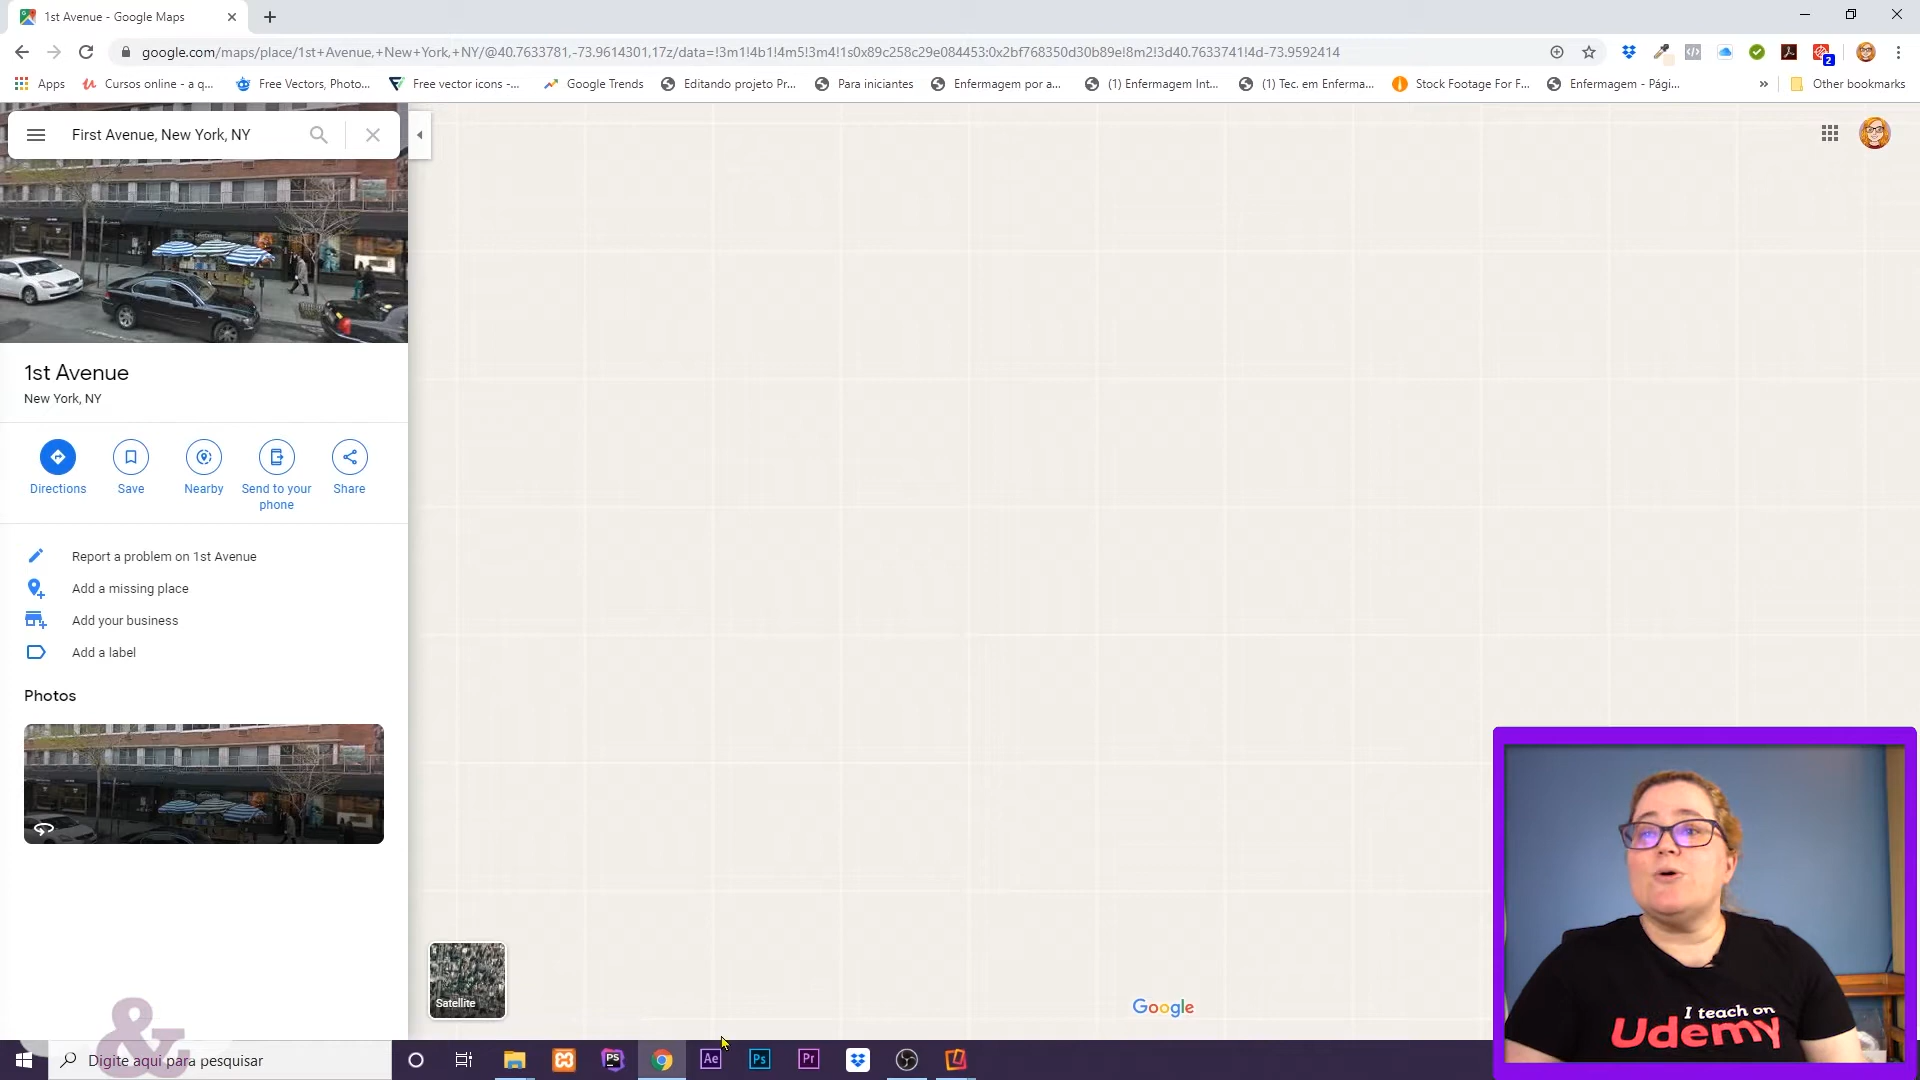 1st Avenue - Google Maps
google.com/maps/place/1st+Avenue,+New+York,+NY/@40.7633781,-73.9614301,17z/data=!3m1!4b1!4m5!3m4!1s0x89c258c29e084453:0x2bf768350d30b89e!8m2!3d40.7633741!4d-73.9592414
2
Apps
Cursos online - a q...
Free Vectors, Photo...
Free vector icons -...
Google Trends
Editando projeto Pr...
Para iniciantes
Enfermagem por a...
(1) Enfermagem Int...
(1) Tec. em Enferma...
Stock Footage For F...
Enfermagem - Pági...
»
Other bookmarks
First Avenue, New York, NY
1st Avenue
New York, NY
Directions
Save
Nearby
Send to your
phone
Share
Report a problem on 1st Avenue
Add a missing place
Add your business
Add a label
Photos
Satellite
Google
I teach on
Udemy
&
Digite aqui para pesquisar
PS
Ae
Ps
Pr